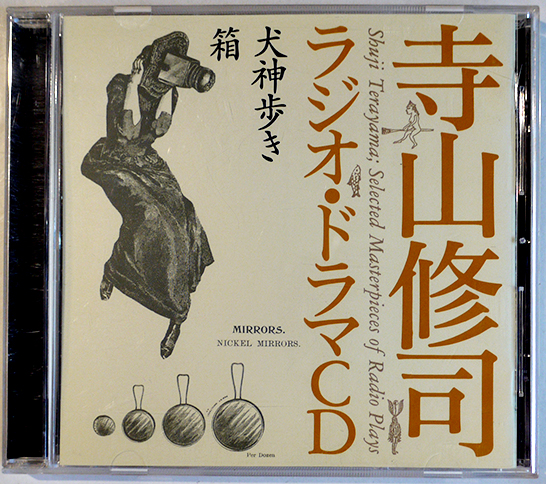 寺山修司
Shuji Terayama; Selected Masterpieces of Radio Plays
ラジオ・ドラマCD
犬神歩き
箱
MIRRORS.
NICKEL MIRRORS.
Per Dozen